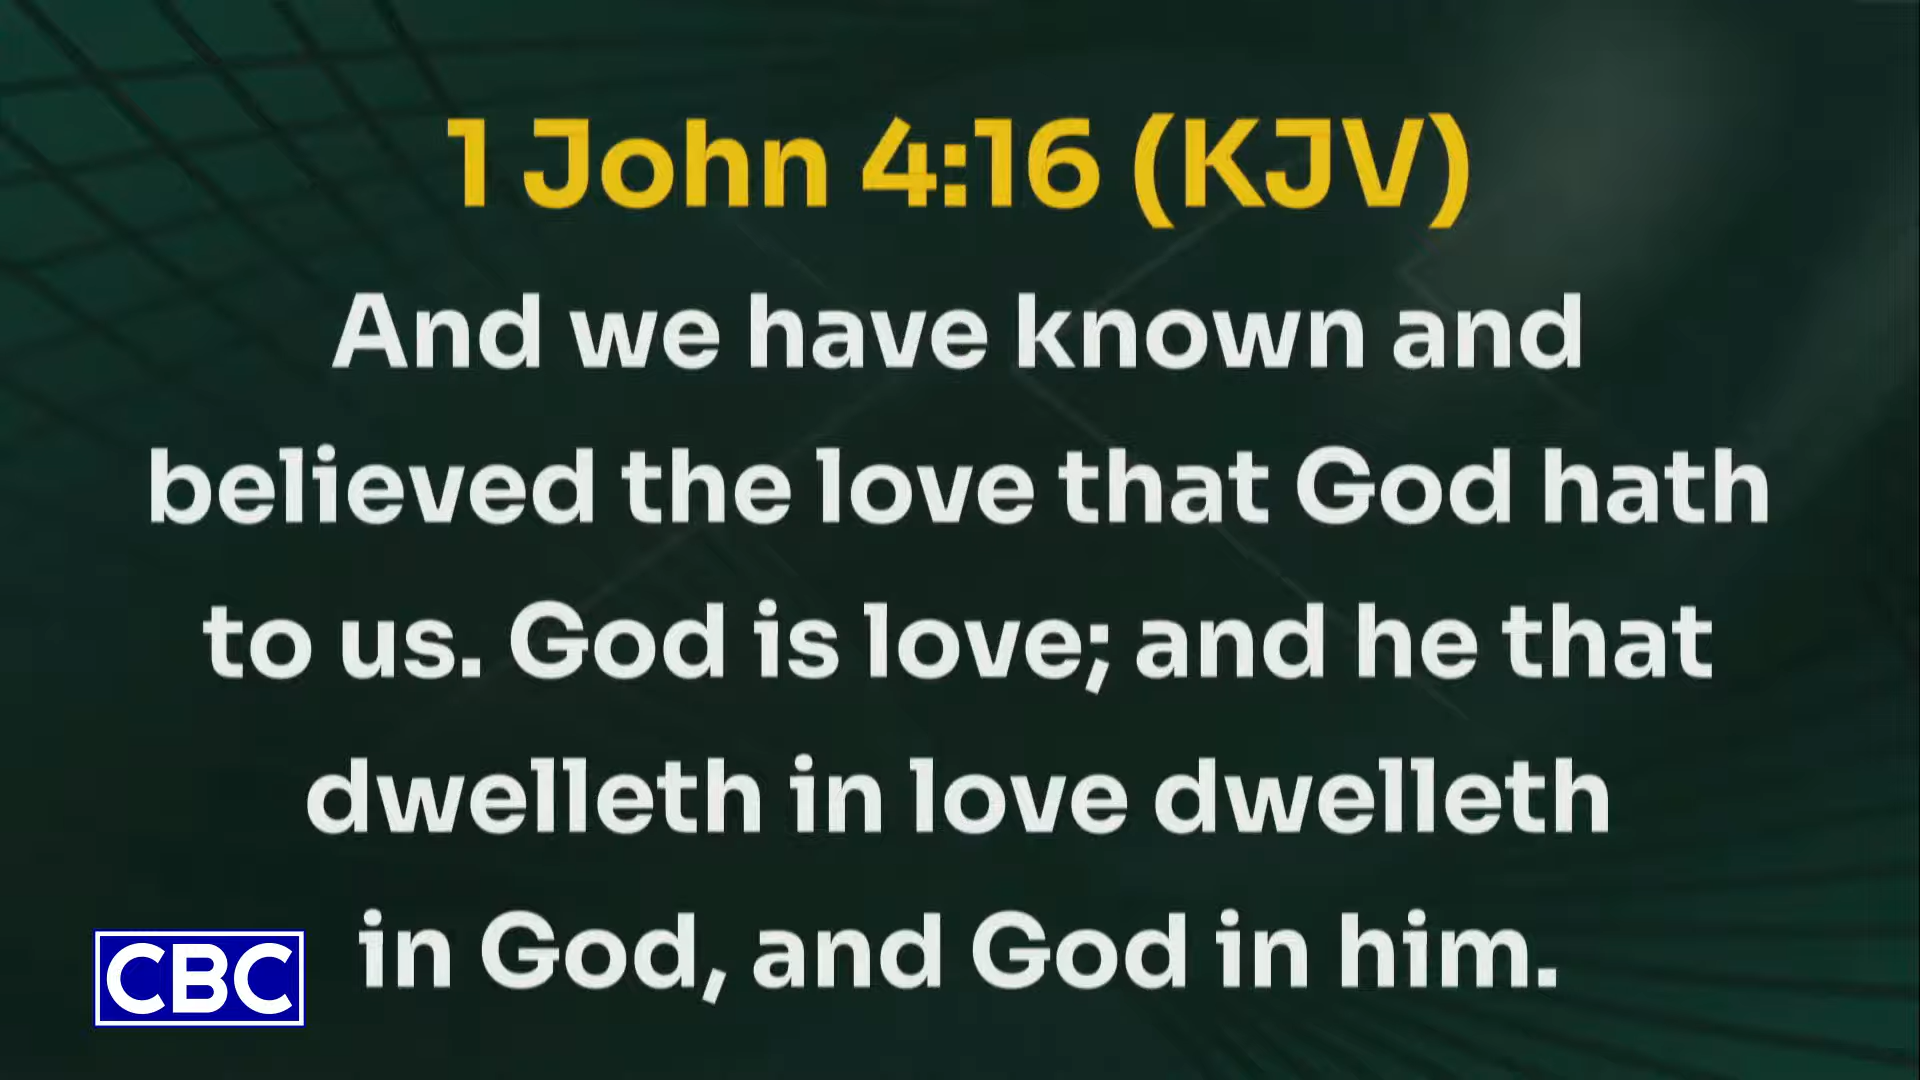 1 John 4:16 (KJV)
And we have known and
believed the love that God hath
to us. God is love; and he that
dwelleth in love dwelleth
in God, and God in him.
CBC